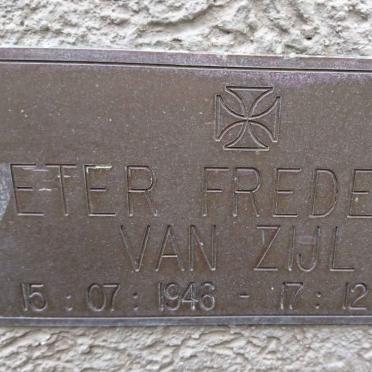 ETER FREDE
VAN ZIJL
15 : 07 : 1946 - 17 : 12